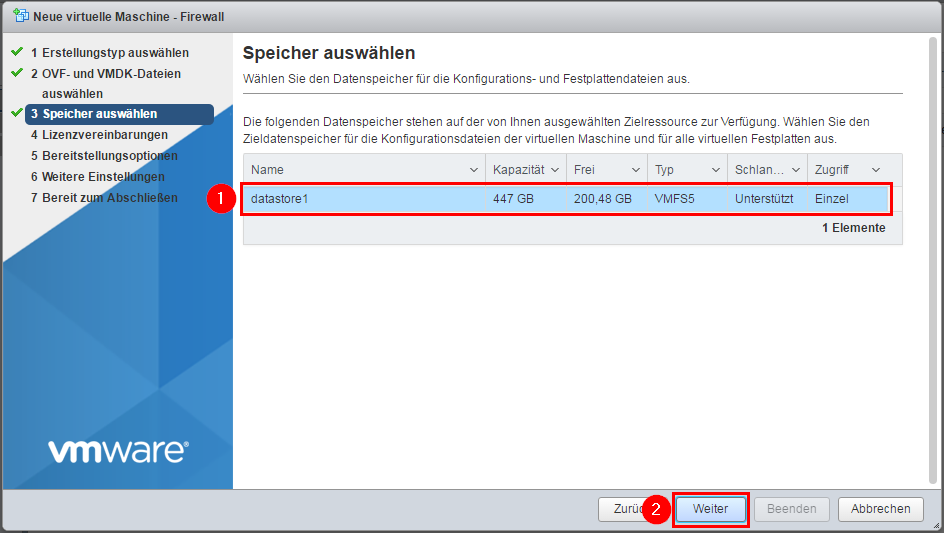 Neue virtuelle Maschine - Firewall
1 Erstellungstyp auswählen
2 OVF- und VMDK-Dateien
auswählen
3 Speicher auswählen
4 Lizenzvereinbarungen
5 Bereitstellungsoptionen
6 Weitere Einstellungen
7 Bereit zum Abschließen
vmware®
Speicher auswählen
Wählen Sie den Datenspeicher für die Konfigurations- und Festplattendateien aus.
Die folgenden Datenspeicher stehen auf der von Ihnen ausgewählten Zielressource zur Verfügung. Wählen Sie den
Zieldatenspeicher für die Konfigurationsdateien der virtuellen Maschine und für alle virtuellen Festplatten aus.
Name Kapazität Frei Typ Schlan... Zugriff
1 datastore1 447 GB 200,48 GB VMFS5 Unterstützt Einzel
1 Elemente
Zurüc 2 Weiter Beenden Abbrechen